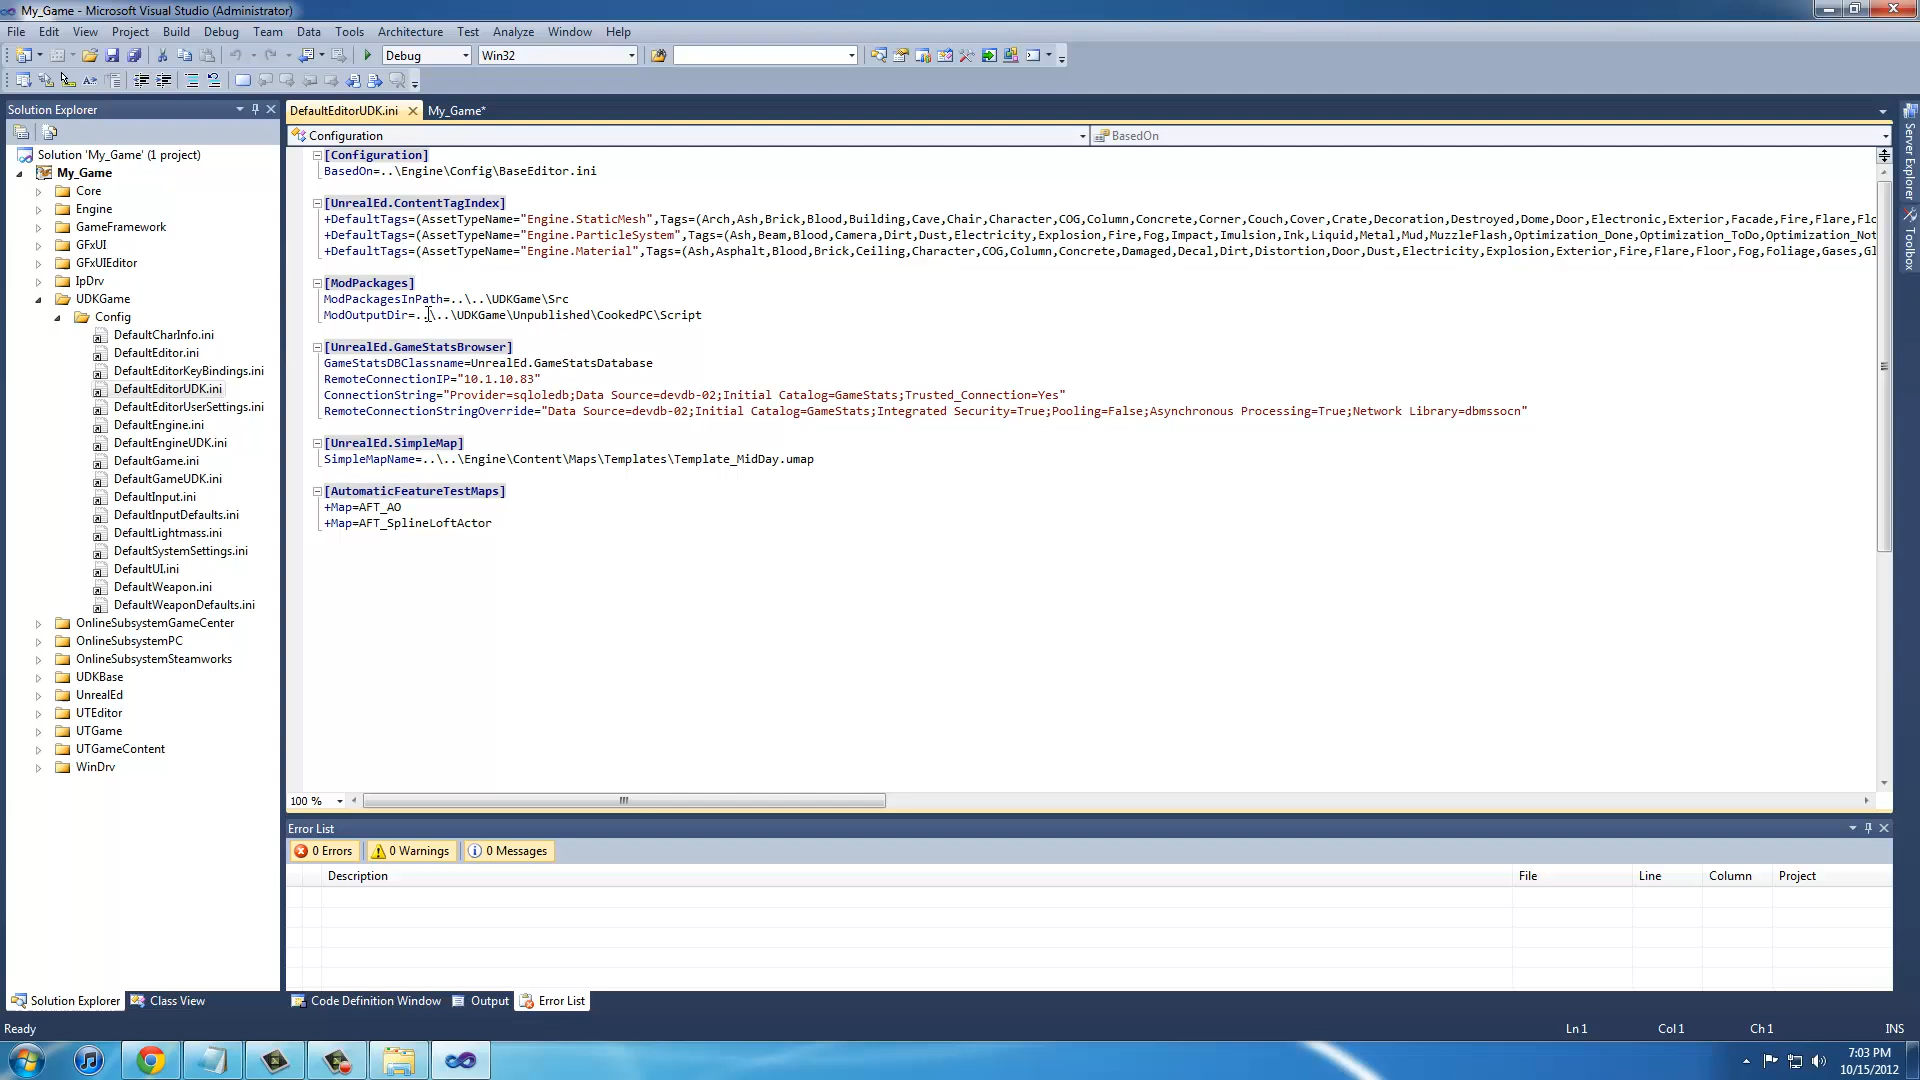 My_Game - Microsoft Visual Studio (Administrator)
File Edit View Project Build Debug Team Data Tools Architecture Test Analyze Window Help
Debug Win32
Solution Explorer
DefaultEditorUDK.ini My_Game*
Configuration BasedOn
Solution 'My_Game' (1 project)
My_Game
Core
Engine
GameFramework
GFxUI
GFxUIEditor
IpDrv
UDKGame
Config
DefaultCharInfo.ini
DefaultEditor.ini
DefaultEditorKeyBindings.ini
DefaultEditorUDK.ini
DefaultEditorUserSettings.ini
DefaultEngine.ini
DefaultEngineUDK.ini
DefaultGame.ini
DefaultGameUDK.ini
DefaultInput.ini
DefaultInputDefaults.ini
DefaultLightmass.ini
DefaultSystemSettings.ini
DefaultUI.ini
DefaultWeapon.ini
DefaultWeaponDefaults.ini
OnlineSubsystemGameCenter
OnlineSubsystemPC
OnlineSubsystemSteamworks
UDKBase
UnrealEd
UTEditor
UTGame
UTGameContent
WinDrv
Solution Explorer Class View
[Configuration]
BasedOn=..\Engine\Config\BaseEditor.ini
[UnrealEd.ContentTagIndex]
+DefaultTags=(AssetTypeName="Engine.StaticMesh",Tags=(Arch,Ash,Brick,Blood,Building,Cave,Chair,Character,COG,Column,Concrete,Corner,Couch,Cover,Crate,Decoration,Destroyed,Dome,Door,Electronic,Exterior,Facade,Fire,Flare,Flo
+DefaultTags=(AssetTypeName="Engine.ParticleSystem",Tags=(Ash,Beam,Blood,Camera,Dirt,Dust,Electricity,Explosion,Fire,Fog,Impact,Imulsion,Ink,Liquid,Metal,Mud,MuzzleFlash,Optimization_Done,Optimization_ToDo,Optimization_Not
+DefaultTags=(AssetTypeName="Engine.Material",Tags=(Ash,Asphalt,Blood,Brick,Ceiling,Character,COG,Column,Concrete,Damaged,Decal,Dirt,Distortion,Door,Dust,Electricity,Explosion,Exterior,Fire,Flare,Floor,Fog,Foliage,Gases,Gl
[ModPackages]
ModPackagesInPath=..\..\UDKGame\Src
ModOutputDir=..\..\UDKGame\Unpublished\CookedPC\Script
[UnrealEd.GameStatsBrowser]
GameStatsDBClassname=UnrealEd.GameStatsDatabase
RemoteConnectionIP="10.1.10.83"
ConnectionString="Provider=sqloledb;Data Source=devdb-02;Initial Catalog=GameStats;Trusted_Connection=Yes"
RemoteConnectionStringOverride="Data Source=devdb-02;Initial Catalog=GameStats;Integrated Security=True;Pooling=False;Asynchronous Processing=True;Network Library=dbmssocn"
[UnrealEd.SimpleMap]
SimpleMapName=..\..\Engine\Content\Maps\Templates\Template_MidDay.umap
[AutomaticFeatureTestMaps]
+Map=AFT_AO
+Map=AFT_SplineLoftActor
100 %
Server Explorer
Toolbox
Error List
0 Errors 0 Warnings 0 Messages
Description File Line Column Project
Code Definition Window Output Error List
Ready Ln 1 Col 1 Ch 1 INS
7:03 PM
10/15/2012